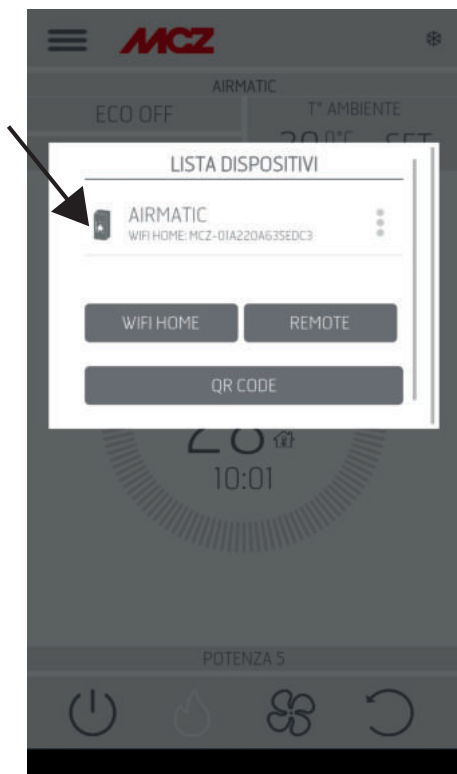 MCZ
AIRMATIC
ECO OFF
T° AMBIENTE
SET
LISTA DISPOSITIVI
AIRMATIC
WIFI HOME: MCZ-01A220A635EDC3
WIFI HOME
REMOTE
QR CODE
10:01
POTENZA 5